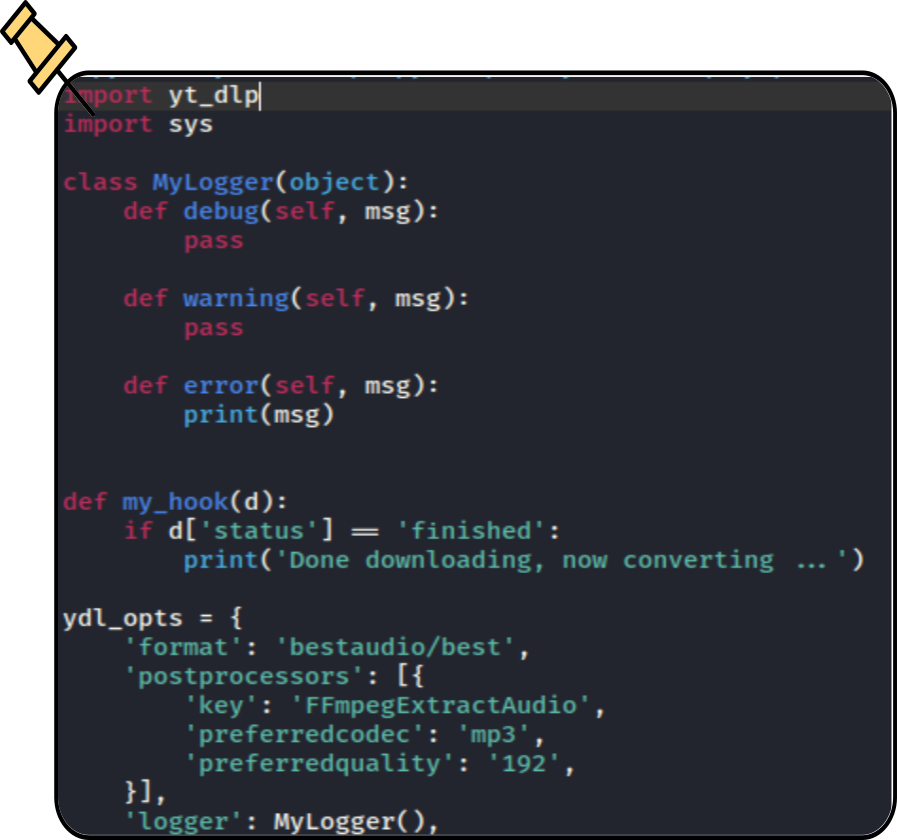 import yt_dlp
import sys

class MyLogger(object):
    def debug(self, msg):
        pass

    def warning(self, msg):
        pass

    def error(self, msg):
        print(msg)


def my_hook(d):
    if d['status'] == 'finished':
        print('Done downloading, now converting ...')

ydl_opts = {
    'format': 'bestaudio/best',
    'postprocessors': [{
        'key': 'FFmpegExtractAudio',
        'preferredcodec': 'mp3',
        'preferredquality': '192',
    }],
    'logger': MyLogger(),